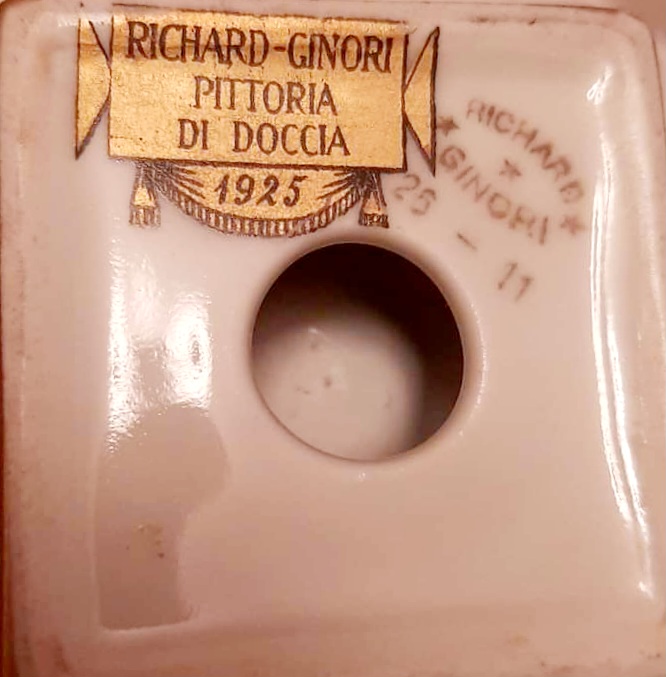 RICHARD-GINORI
PITTORIA
DI DOCCIA
1925
RICHARD
GINORI
25 - 11